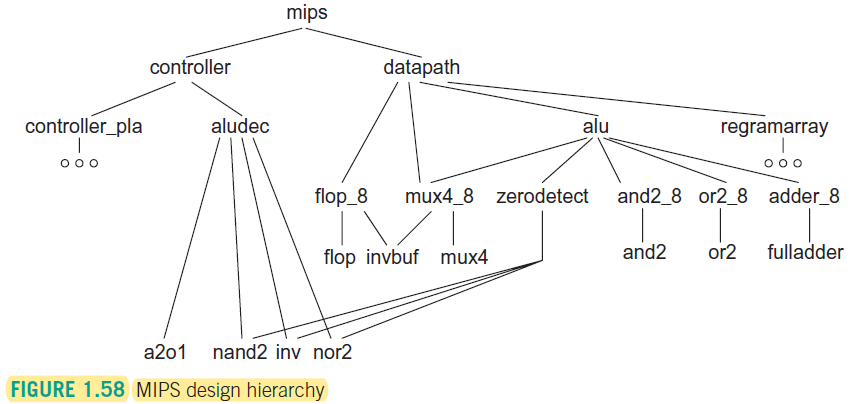 mips
controller datapath
controller_pla aludec alu regramarray
flop_8 mux4_8 zerodetect and2_8 or2_8 adder_8
flop invbuf mux4 and2 or2 fulladder
a2o1 nand2 inv nor2
FIGURE 1.58 MIPS design hierarchy